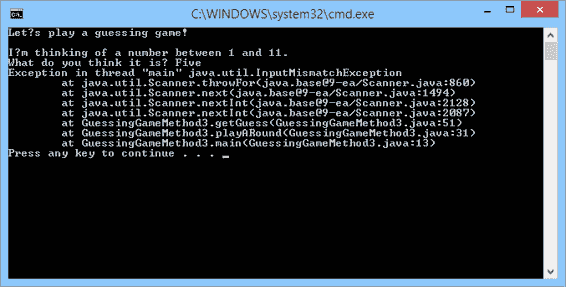 C:\WINDOWS\system32\cmd.exe
Let?s play a guessing game!
I?m thinking of a number between 1 and 11.
What do you think it is? Five
Exception in thread "main" java.util.InputMismatchException
at java.util.Scanner.throwFor(java.base@9-ea/Scanner.java:860)
at java.util.Scanner.next(java.base@9-ea/Scanner.java:1494)
at java.util.Scanner.nextInt(java.base@9-ea/Scanner.java:2128)
at java.util.Scanner.nextInt(java.base@9-ea/Scanner.java:2087)
at GuessingGameMethod3.getGuess(GuessingGameMethod3.java:51)
at GuessingGameMethod3.playARound(GuessingGameMethod3.java:31)
at GuessingGameMethod3.main(GuessingGameMethod3.java:13)
Press any key to continue . . . _